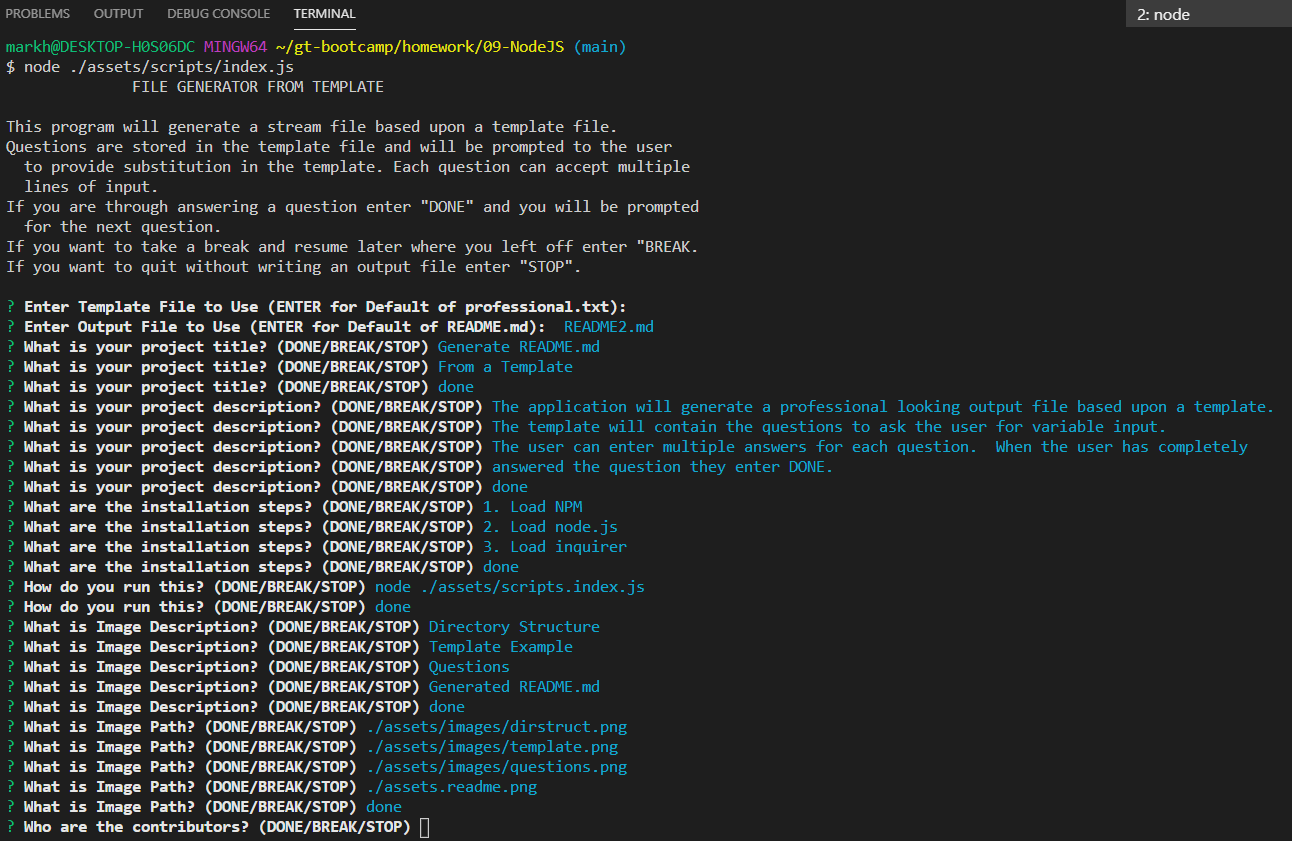 PROBLEMS OUTPUT DEBUG CONSOLE TERMINAL 2: node
markh@DESKTOP-H0S06DC MINGW64 ~/gt-bootcamp/homework/09-NodeJS (main)
$ node ./assets/scripts/index.js
FILE GENERATOR FROM TEMPLATE
This program will generate a stream file based upon a template file.
Questions are stored in the template file and will be prompted to the user
to provide substitution in the template. Each question can accept multiple
lines of input.
If you are through answering a question enter "DONE" and you will be prompted
for the next question.
If you want to take a break and resume later where you left off enter "BREAK.
If you want to quit without writing an output file enter "STOP".
? Enter Template File to Use (ENTER for Default of professional.txt):
? Enter Output File to Use (ENTER for Default of README.md):  README2.md
? What is your project title? (DONE/BREAK/STOP) Generate README.md
? What is your project title? (DONE/BREAK/STOP) From a Template
? What is your project title? (DONE/BREAK/STOP) done
? What is your project description? (DONE/BREAK/STOP) The application will generate a professional looking output file based upon a template.
? What is your project description? (DONE/BREAK/STOP) The template will contain the questions to ask the user for variable input.
? What is your project description? (DONE/BREAK/STOP) The user can enter multiple answers for each question.  When the user has completely
? What is your project description? (DONE/BREAK/STOP) answered the question they enter DONE.
? What is your project description? (DONE/BREAK/STOP) done
? What are the installation steps? (DONE/BREAK/STOP) 1. Load NPM
? What are the installation steps? (DONE/BREAK/STOP) 2. Load node.js
? What are the installation steps? (DONE/BREAK/STOP) 3. Load inquirer
? What are the installation steps? (DONE/BREAK/STOP) done
? How do you run this? (DONE/BREAK/STOP) node ./assets/scripts.index.js
? How do you run this? (DONE/BREAK/STOP) done
? What is Image Description? (DONE/BREAK/STOP) Directory Structure
? What is Image Description? (DONE/BREAK/STOP) Template Example
? What is Image Description? (DONE/BREAK/STOP) Questions
? What is Image Description? (DONE/BREAK/STOP) Generated README.md
? What is Image Description? (DONE/BREAK/STOP) done
? What is Image Path? (DONE/BREAK/STOP) ./assets/images/dirstruct.png
? What is Image Path? (DONE/BREAK/STOP) ./assets/images/template.png
? What is Image Path? (DONE/BREAK/STOP) ./assets/images/questions.png
? What is Image Path? (DONE/BREAK/STOP) ./assets.readme.png
? What is Image Path? (DONE/BREAK/STOP) done
? Who are the contributors? (DONE/BREAK/STOP)